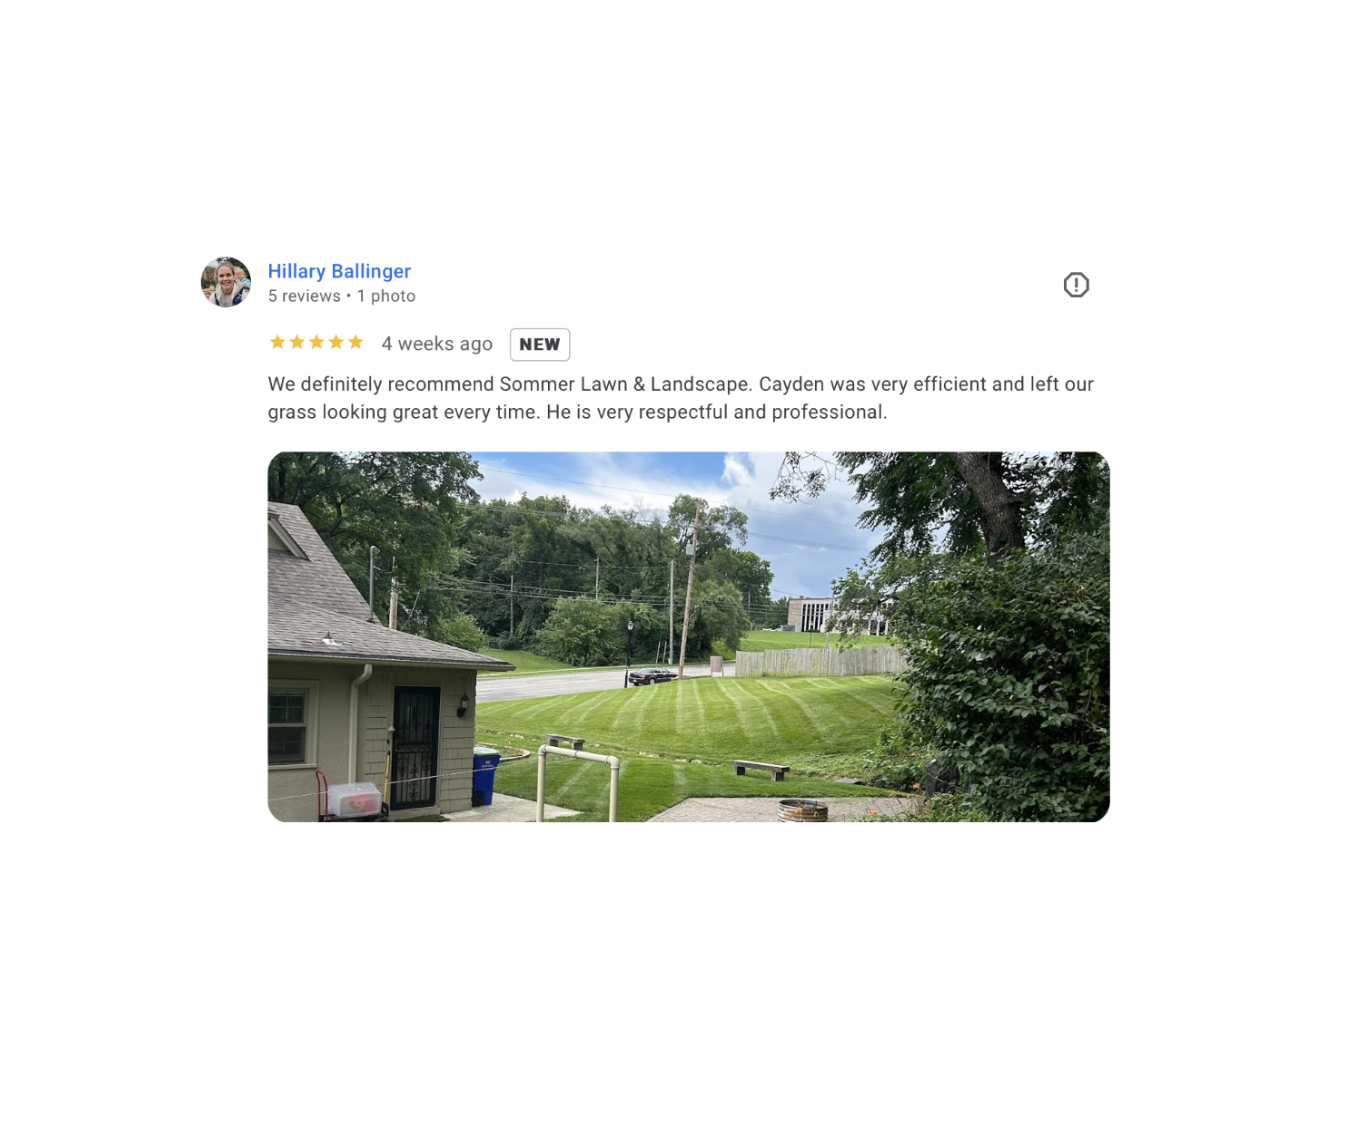 Hillary Ballinger
5 reviews • 1 photo
4 weeks ago NEW
We definitely recommend Sommer Lawn & Landscape. Cayden was very efficient and left our
grass looking great every time. He is very respectful and professional.